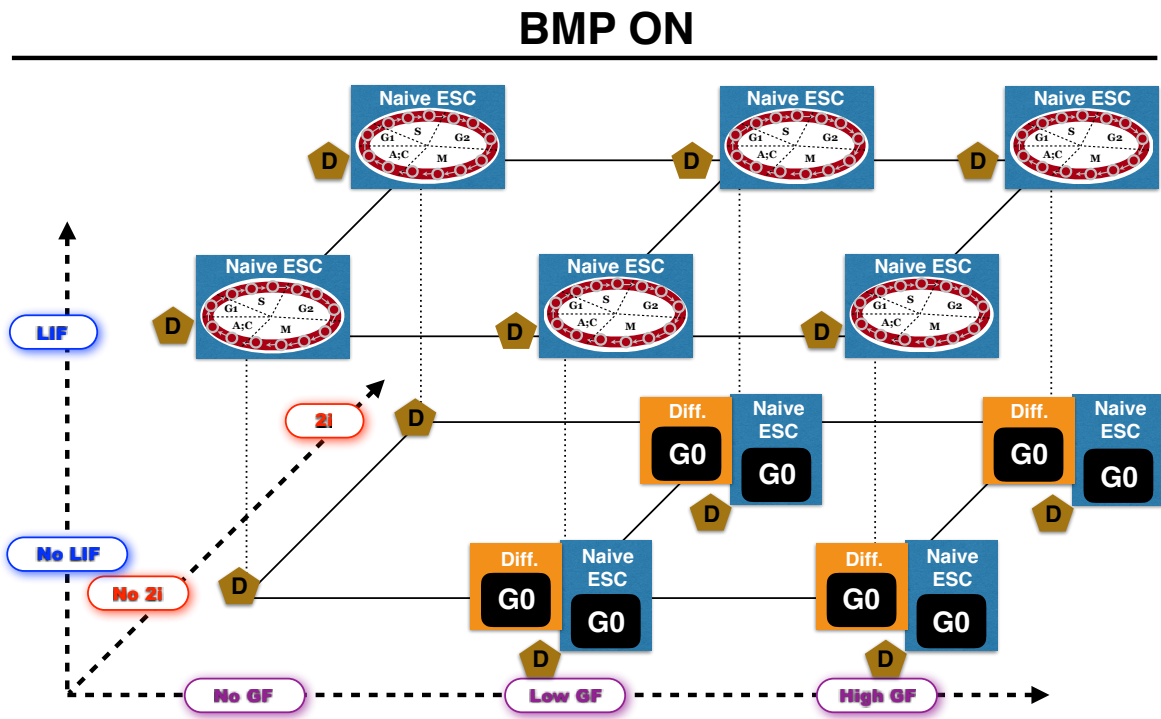 BMP ON
Naive ESC
G1 S G2
A;C M
D
Naive ESC
G1 S G2
A;C M
D
Naive ESC
G1 S G2
A;C M
D
Naive ESC
G1 S G2
A;C M
D
Naive ESC
G1 S G2
A;C M
D
Naive ESC
G1 S G2
A;C M
D
LIF
2i
D
Diff.
G0
Naive
ESC
G0
D
Diff.
G0
Naive
ESC
G0
D
No LIF
No 2i
D
Diff.
G0
Naive
ESC
G0
D
Diff.
G0
Naive
ESC
G0
D
No GF
Low GF
High GF